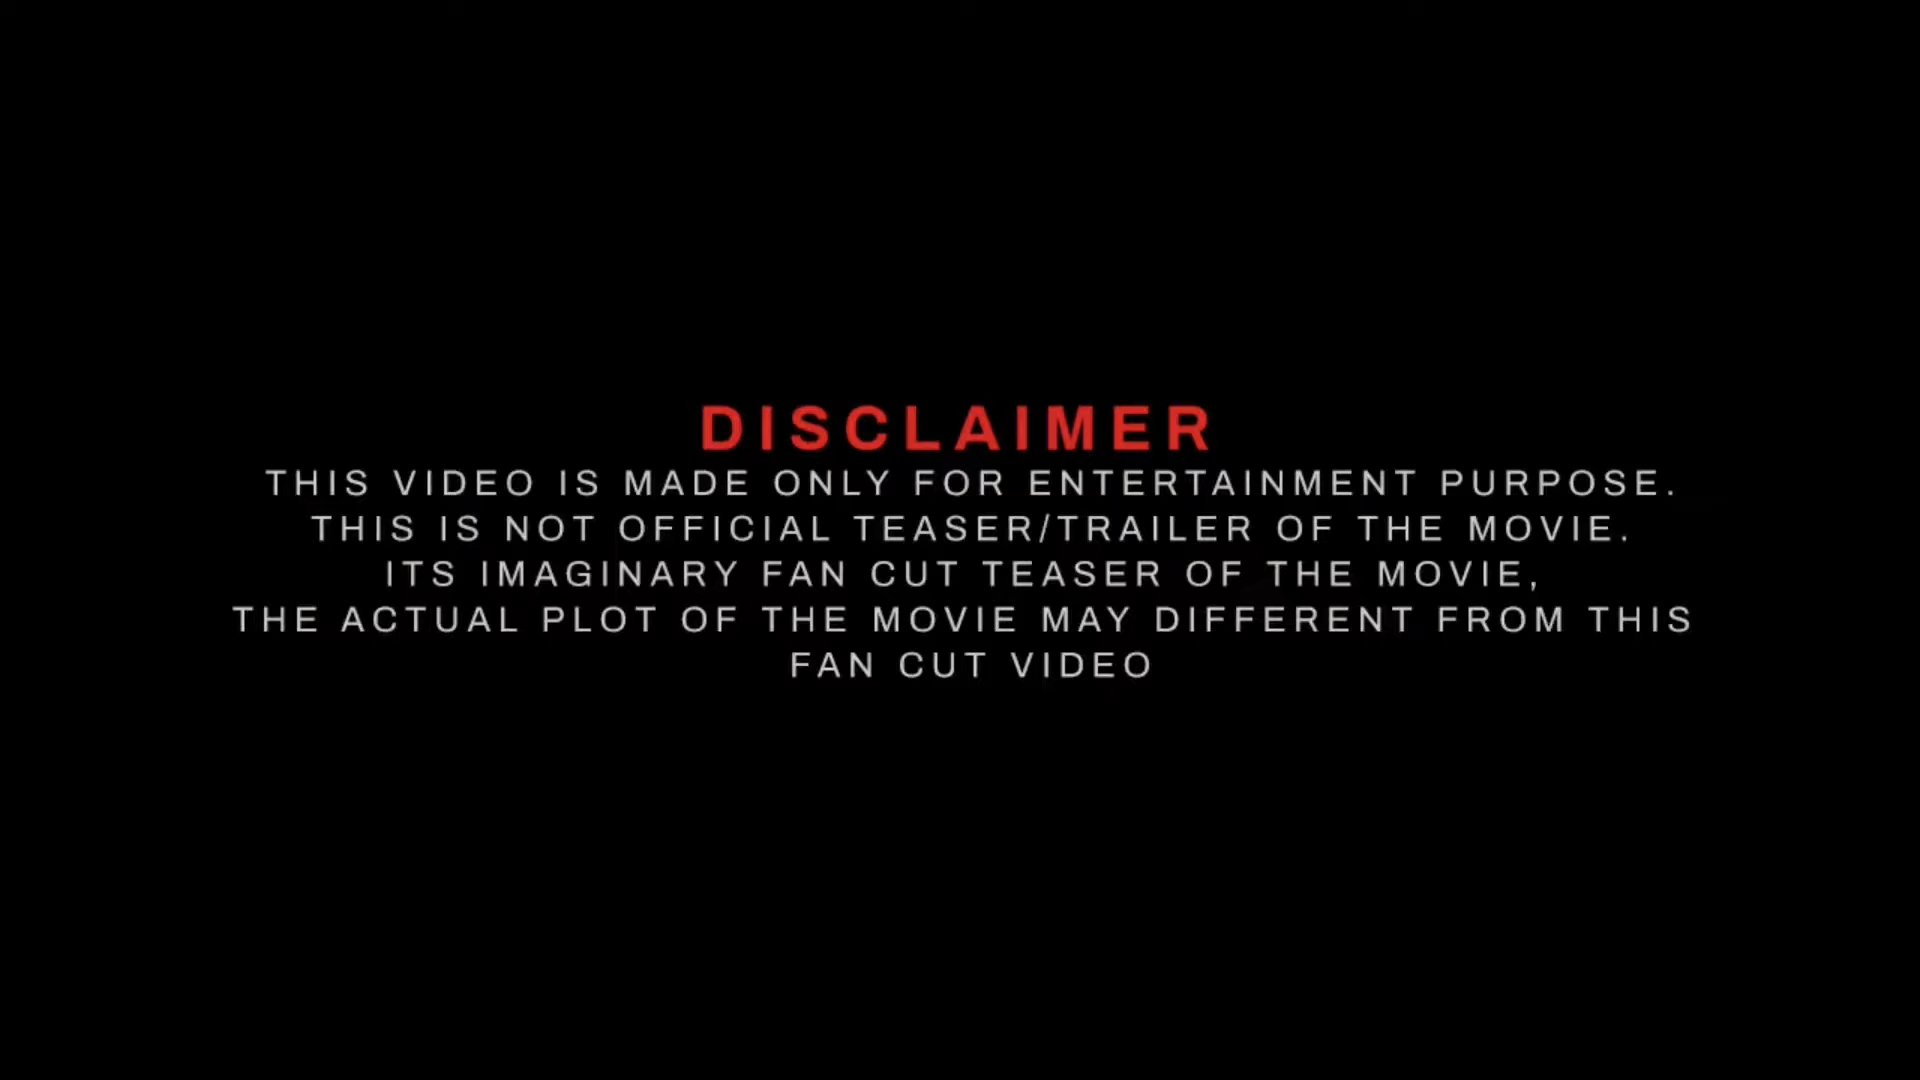 DISCLAIMER
THIS VIDEO IS MADE ONLY FOR ENTERTAINMENT PURPOSE.
THIS IS NOT OFFICIAL TEASER/TRAILER OF THE MOVIE.
ITS IMAGINARY FAN CUT TEASER OF THE MOVIE,
THE ACTUAL PLOT OF THE MOVIE MAY DIFFERENT FROM THIS
FAN CUT VIDEO